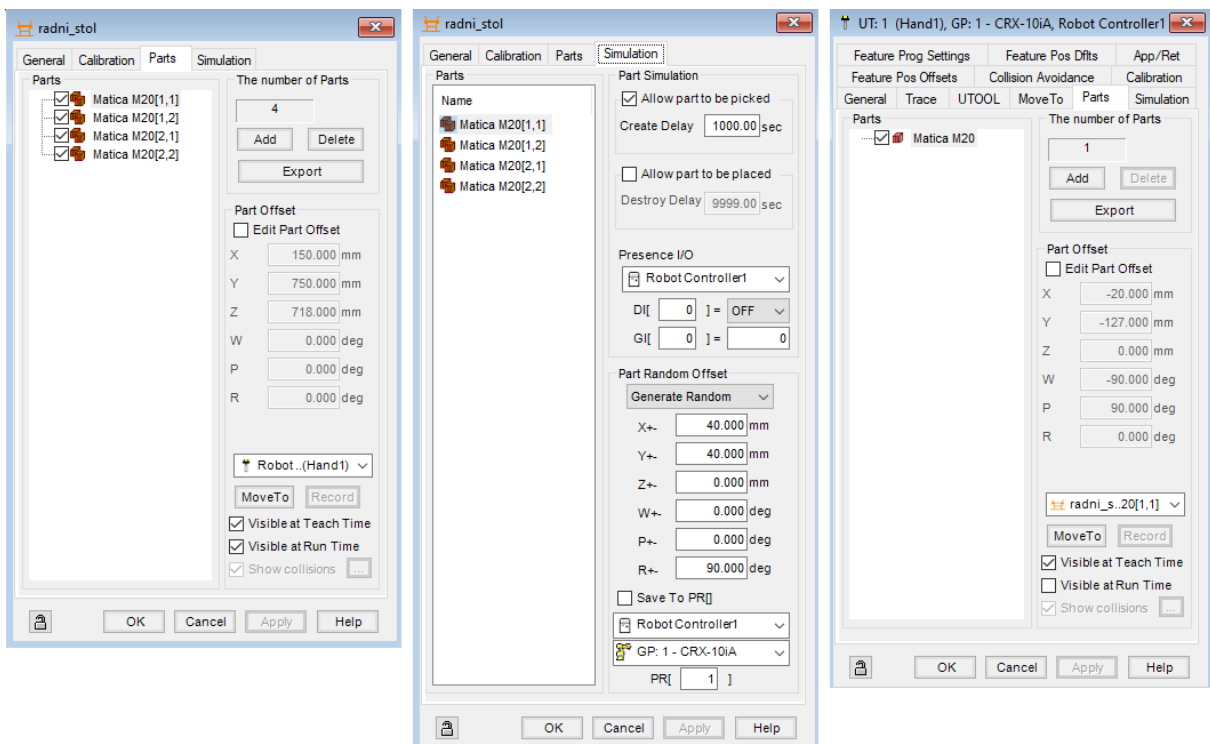 radni_stol
General Calibration Parts Simulation
Parts
Matica M20[1,1]
Matica M20[1,2]
Matica M20[2,1]
Matica M20[2,2]
The number of Parts
4
Add Delete
Export
Part Offset
Edit Part Offset
X 150.000 mm
Y 750.000 mm
Z 718.000 mm
W 0.000 deg
P 0.000 deg
R 0.000 deg
Robot..(Hand1)
MoveTo Record
Visible at Teach Time
Visible at Run Time
Show collisions ...
OK Cancel Apply Help
radni_stol
General Calibration Parts Simulation
Parts
Name
Matica M20[1,1]
Matica M20[1,2]
Matica M20[2,1]
Matica M20[2,2]
Part Simulation
Allow part to be picked
Create Delay 1000.00 sec
Allow part to be placed
Destroy Delay 9999.00 sec
Presence I/O
Robot Controller1
DI[ 0 ] = OFF
GI[ 0 ] = 0
Part Random Offset
Generate Random
X+- 40.000 mm
Y+- 40.000 mm
Z+- 0.000 mm
W+- 0.000 deg
P+- 0.000 deg
R+- 90.000 deg
Save To PR[]
Robot Controller1
GP: 1 - CRX-10iA
PR[ 1 ]
OK Cancel Apply Help
UT: 1 (Hand1), GP: 1 - CRX-10iA, Robot Controller1
Feature Prog Settings Feature Pos Dflts App/Ret
Feature Pos Offsets Collision Avoidance Calibration
General Trace UTOOL MoveTo Parts Simulation
Parts
Matica M20
The number of Parts
1
Add Delete
Export
Part Offset
Edit Part Offset
X -20.000 mm
Y -127.000 mm
Z 0.000 mm
W -90.000 deg
P 90.000 deg
R 0.000 deg
radni_s..20[1,1]
MoveTo Record
Visible at Teach Time
Visible at Run Time
Show collisions ...
OK Cancel Apply Help